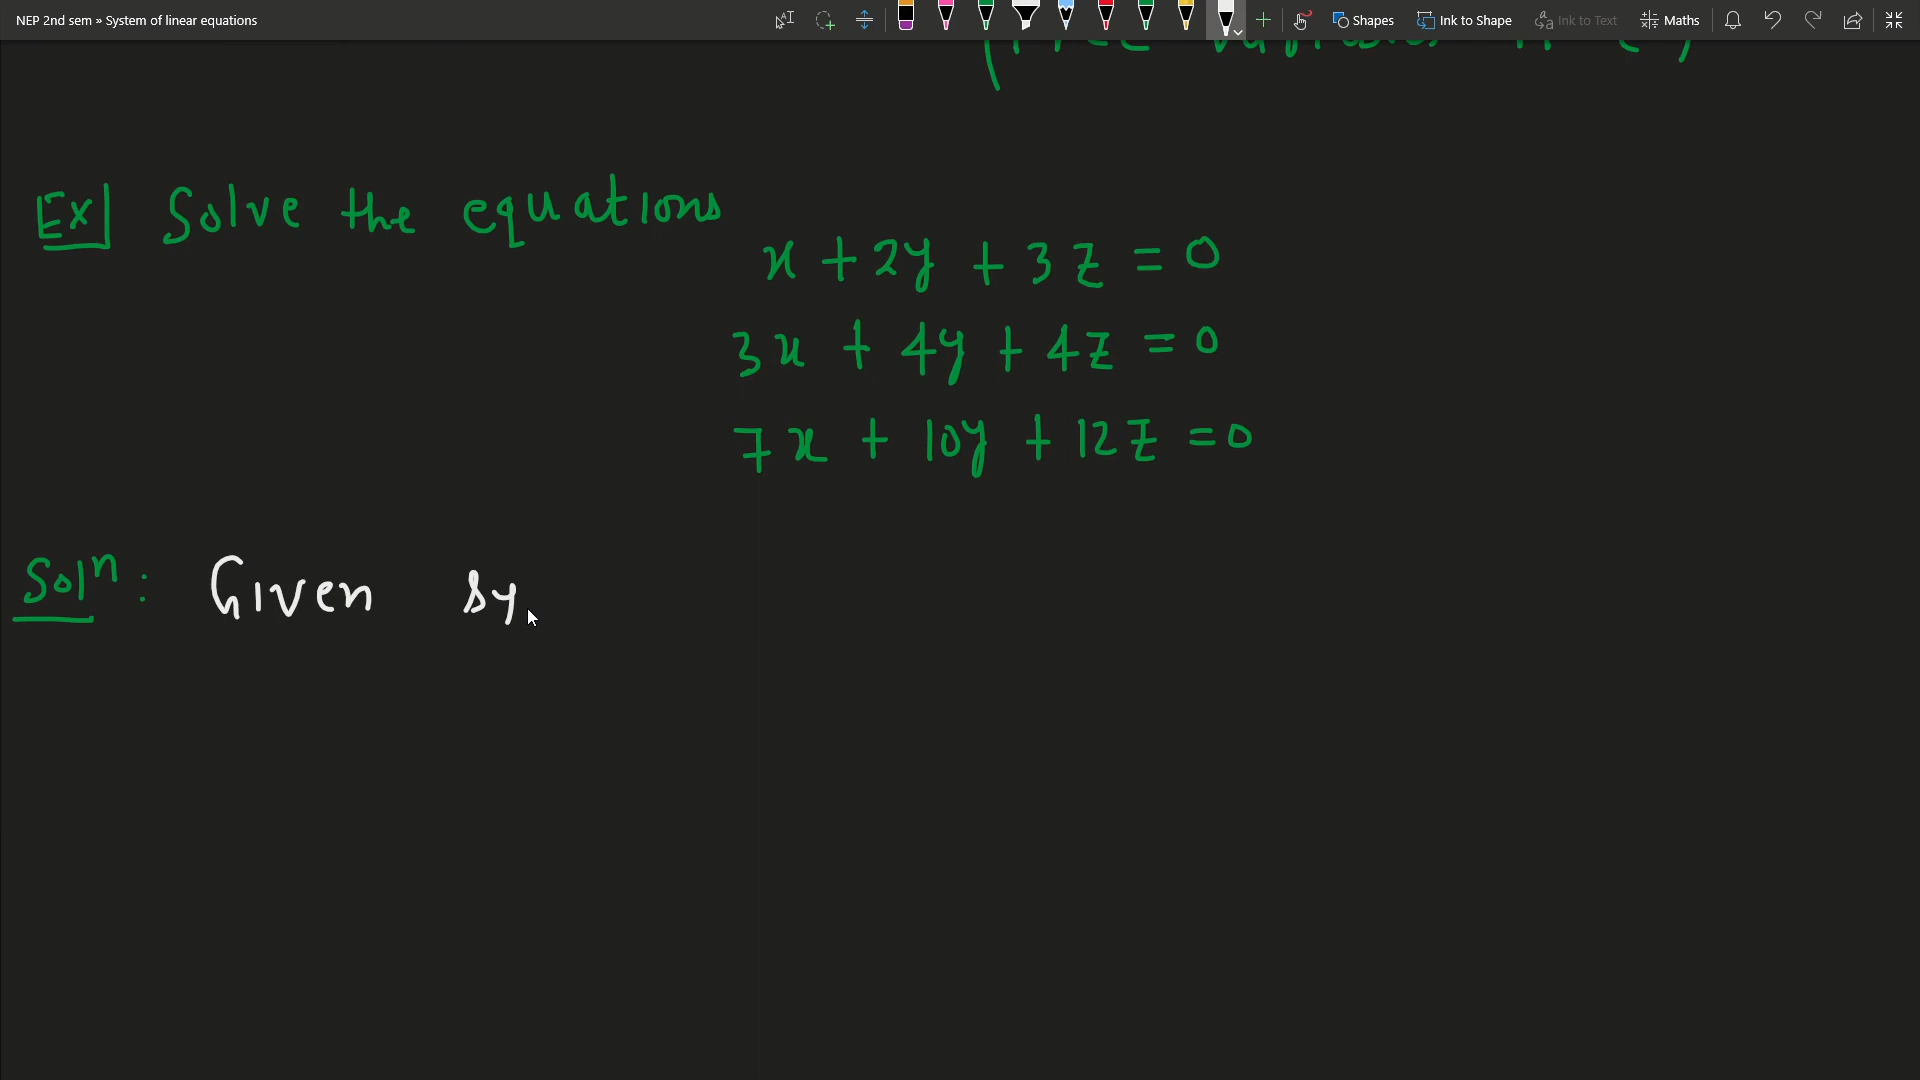 NEP 2nd sem » System of linear equations Shapes Ink to Shape Ink to Text Maths
Ex] Solve the equations
x + 2y + 3z = 0
3x + 4y + 4z = 0
7x + 10y + 12z = 0
Solⁿ : Given sy